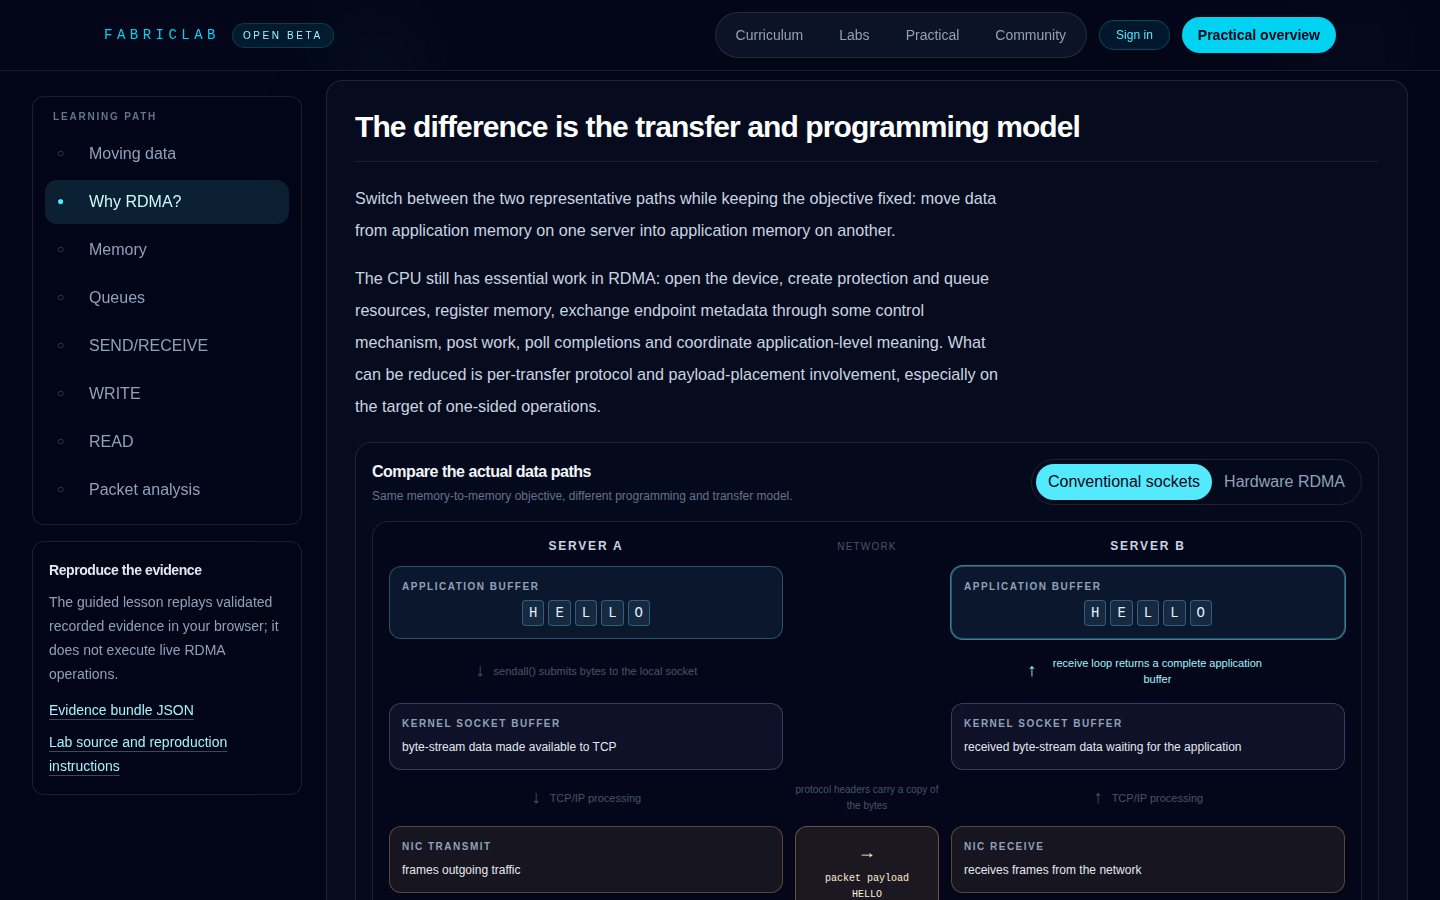 FABRICLAB OPEN BETA Curriculum Labs Practical Community Sign in Practical overview
LEARNING PATH
○ Moving data
● Why RDMA?
○ Memory
○ Queues
○ SEND/RECEIVE
○ WRITE
○ READ
○ Packet analysis
Reproduce the evidence
The guided lesson replays validated
recorded evidence in your browser; it
does not execute live RDMA
operations.
Evidence bundle JSON
Lab source and reproduction
instructions
The difference is the transfer and programming model
Switch between the two representative paths while keeping the objective fixed: move data
from application memory on one server into application memory on another.
The CPU still has essential work in RDMA: open the device, create protection and queue
resources, register memory, exchange endpoint metadata through some control
mechanism, post work, poll completions and coordinate application-level meaning. What
can be reduced is per-transfer protocol and payload-placement involvement, especially on
the target of one-sided operations.
Compare the actual data paths
Same memory-to-memory objective, different programming and transfer model.
Conventional sockets Hardware RDMA
SERVER A NETWORK SERVER B
APPLICATION BUFFER APPLICATION BUFFER
H E L L O H E L L O
↓ sendall() submits bytes to the local socket
↑ receive loop returns a complete application
buffer
KERNEL SOCKET BUFFER KERNEL SOCKET BUFFER
byte-stream data made available to TCP received byte-stream data waiting for the application
↓ TCP/IP processing
protocol headers carry a copy of
the bytes
↑ TCP/IP processing
NIC TRANSMIT
frames outgoing traffic
→
packet payload
HELLO
NIC RECEIVE
receives frames from the network